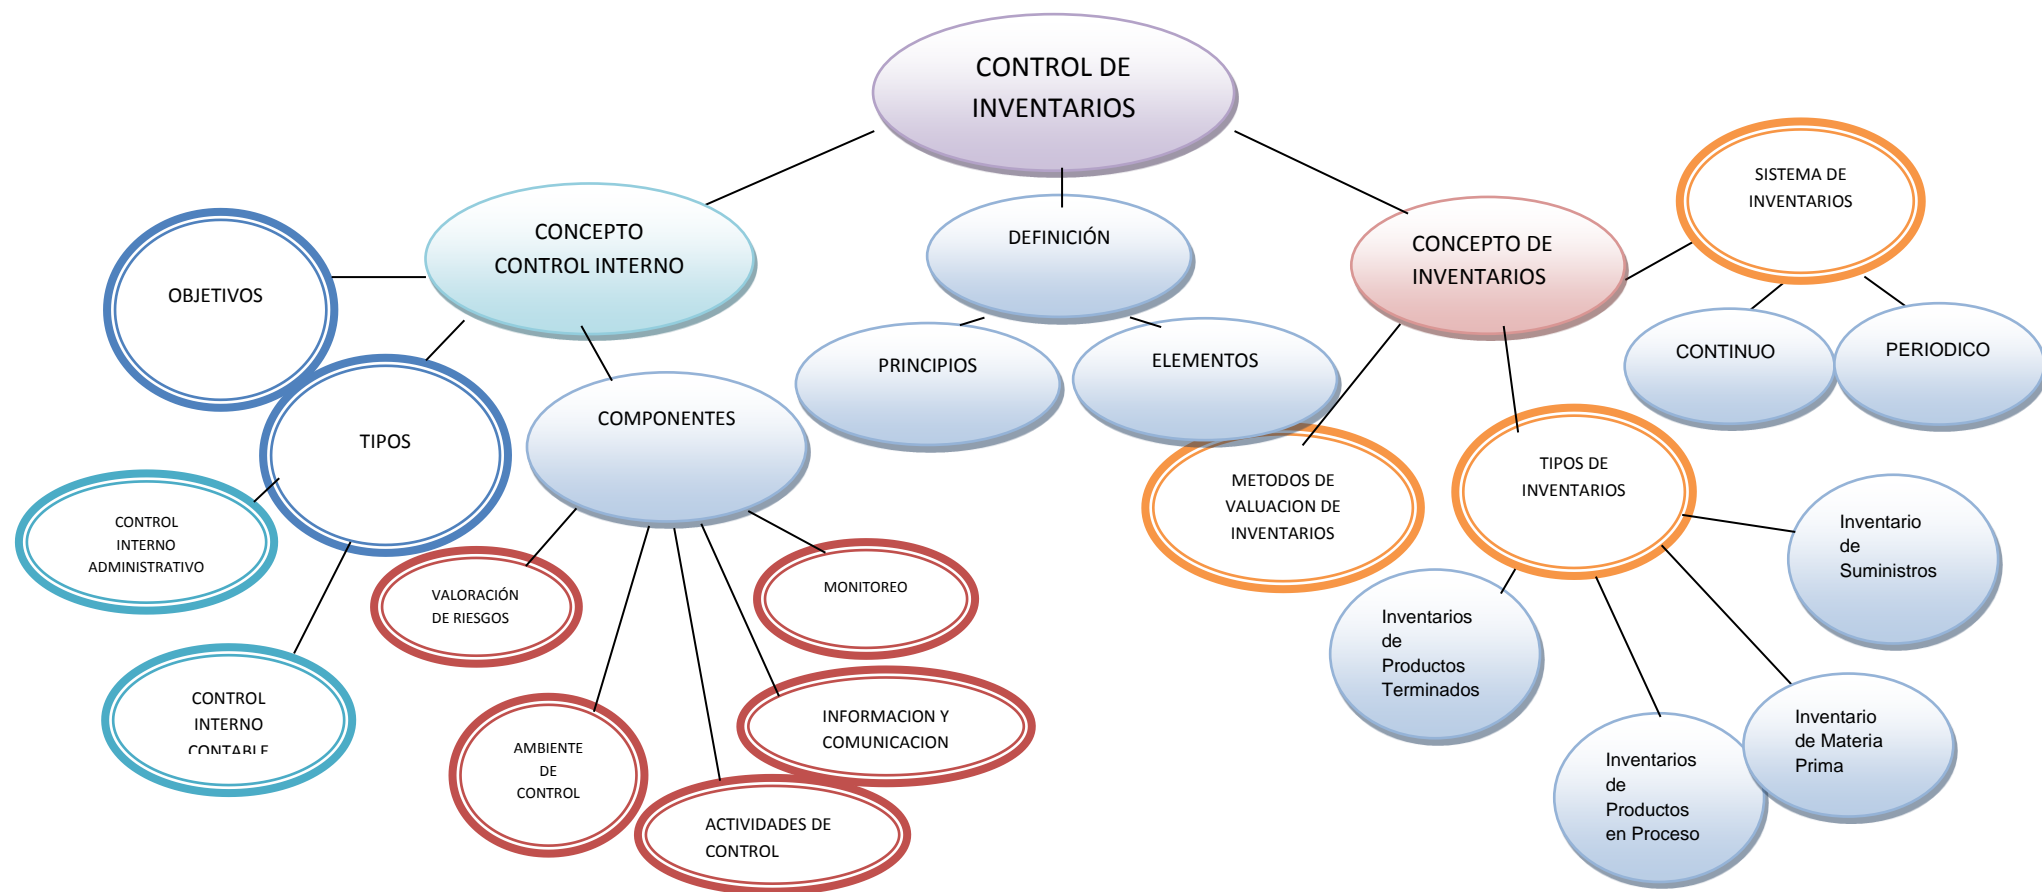 CONTROL DE
INVENTARIOS
SISTEMA DE
INVENTARIOS
CONCEPTO
CONTROL INTERNO
DEFINICIÓN
CONCEPTO DE
INVENTARIOS
OBJETIVOS
CONTINUO
PERIODICO
PRINCIPIOS
ELEMENTOS
TIPOS
COMPONENTES
METODOS DE
VALUACION DE
INVENTARIOS
TIPOS DE
INVENTARIOS
CONTROL
INTERNO
ADMINISTRATIVO
Inventario
de
Suministros
VALORACIÓN
DE RIESGOS
MONITOREO
Inventarios
de
Productos
Terminados
CONTROL
INTERNO
CONTABLE
INFORMACION Y
COMUNICACION
Inventario
de Materia
Prima
AMBIENTE
DE
CONTROL
Inventarios
de
Productos
en Proceso
ACTIVIDADES DE
CONTROL